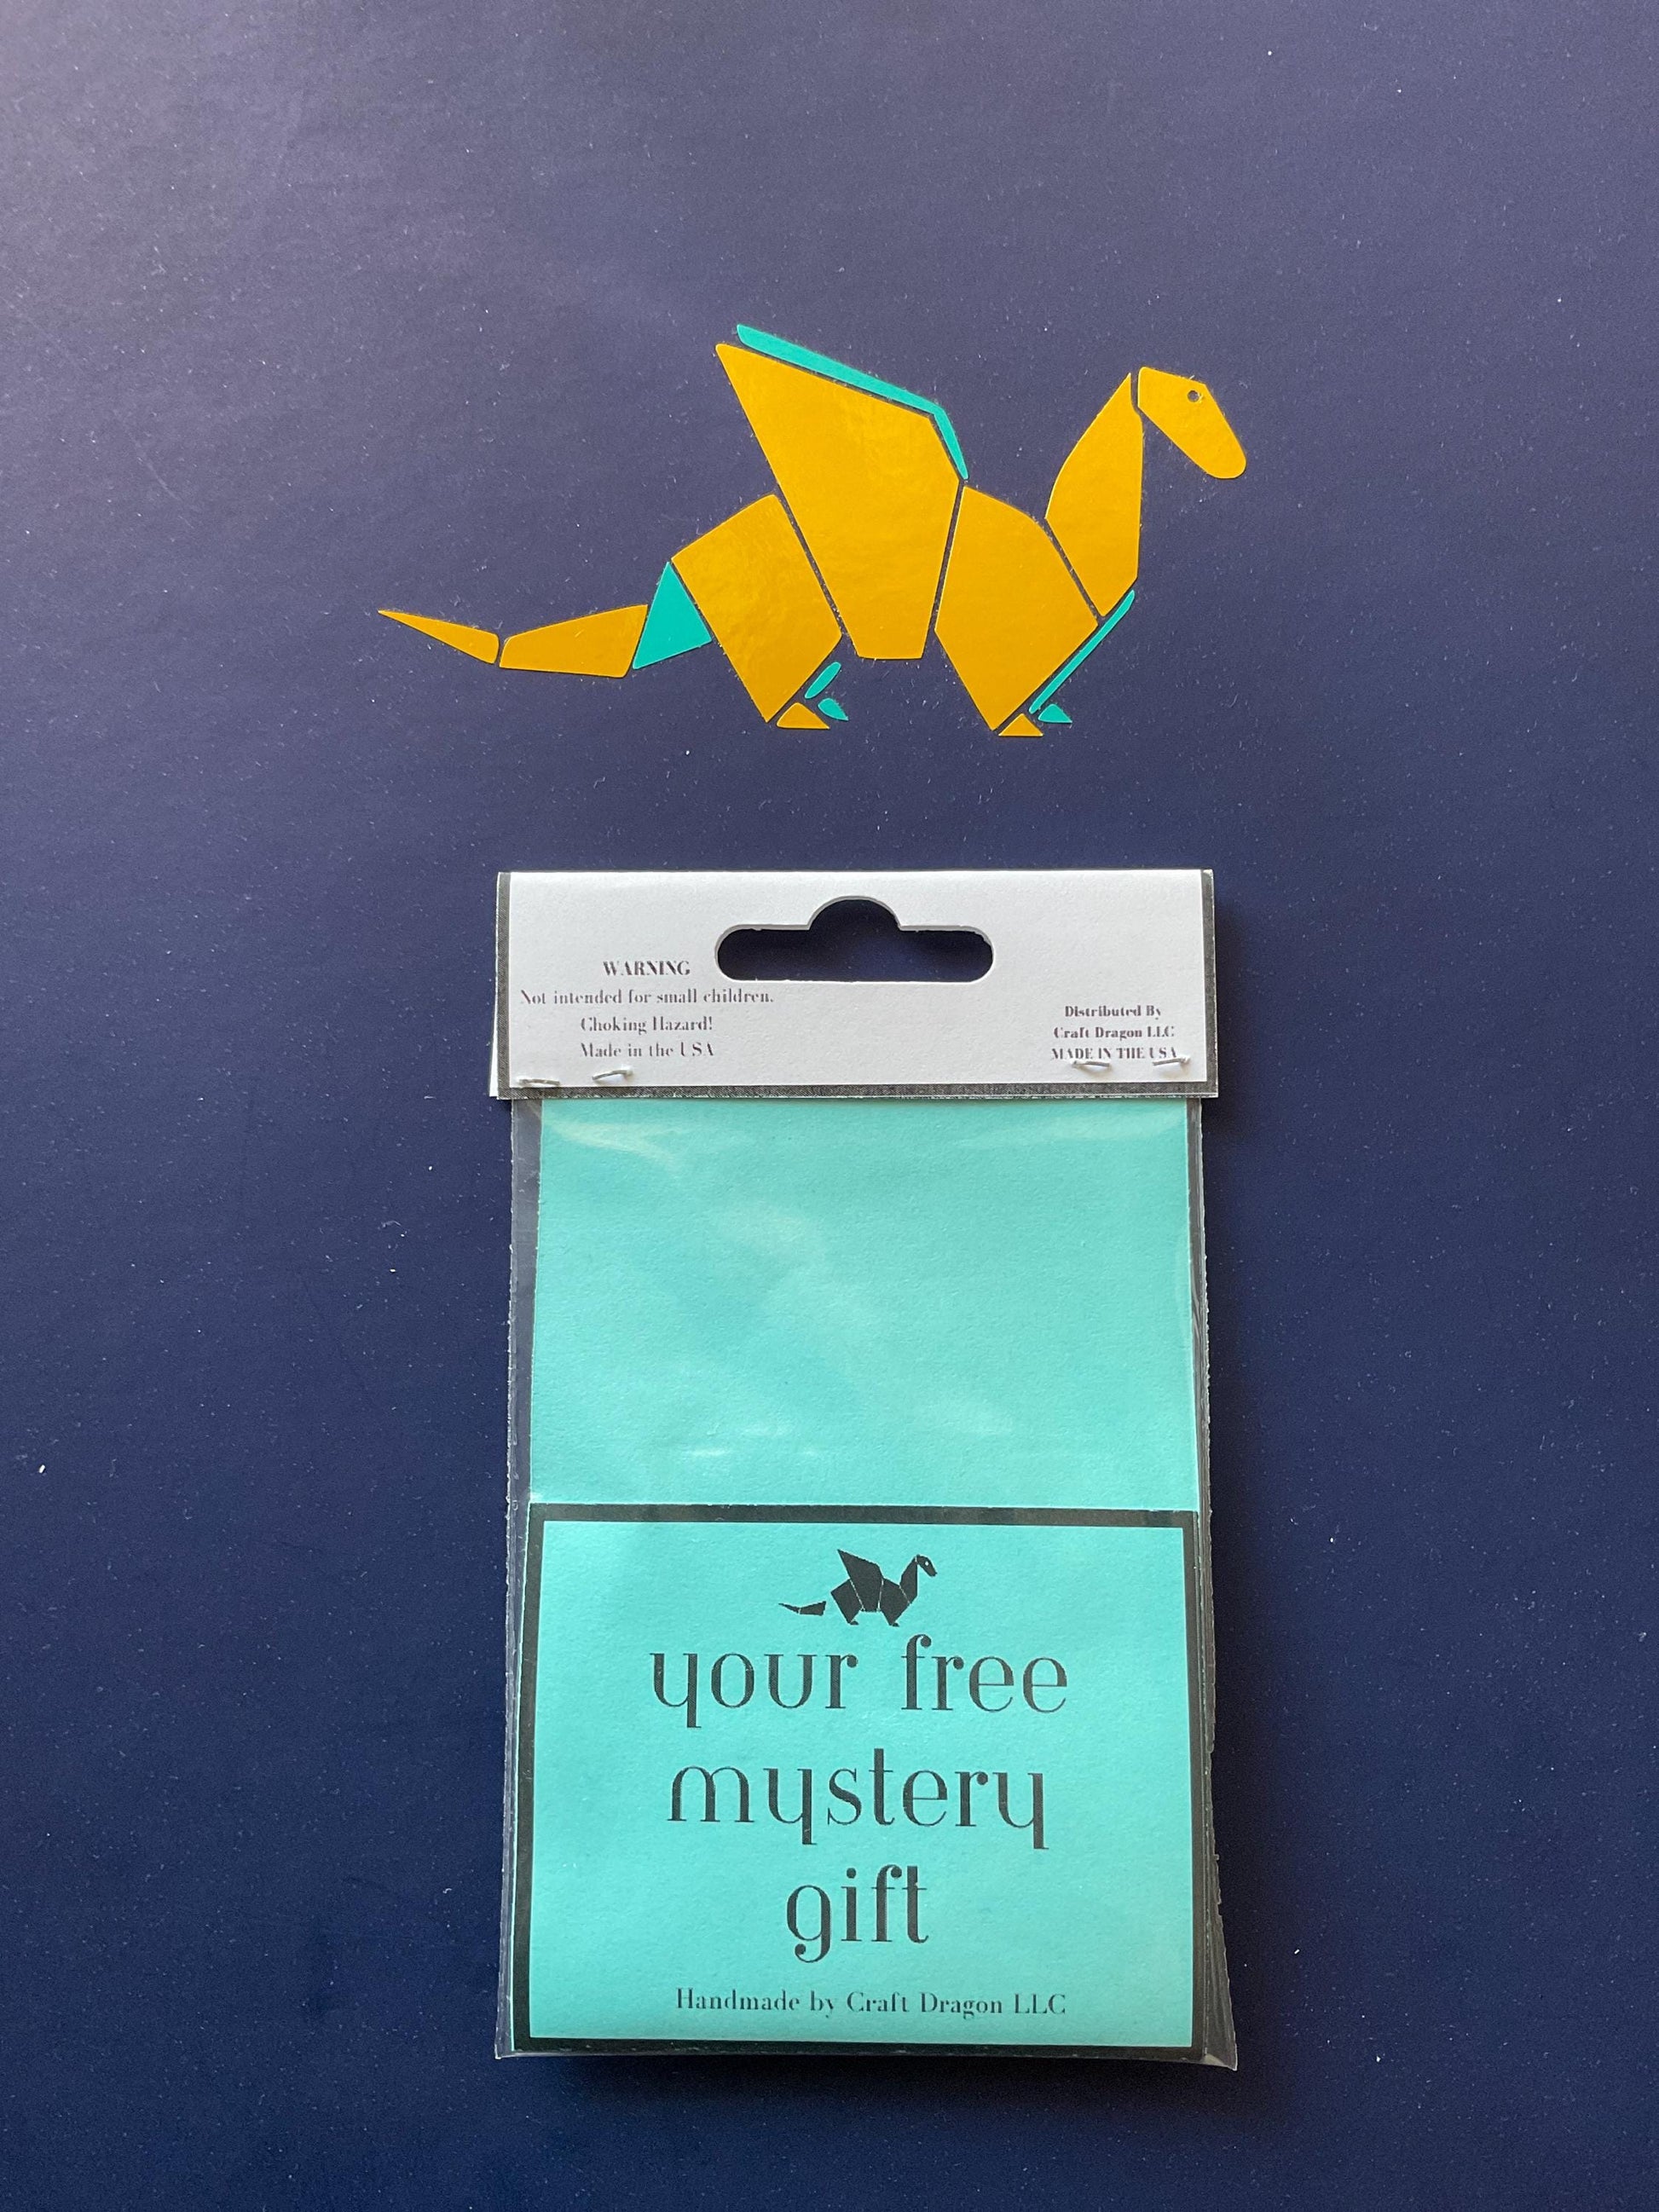 WARNING
Not intended for small children.
Choking Hazard!
Made in the USA
Distributed By
Craft Dragon LLC
MADE IN THE USA
your free
mystery
gift
Handmade by Craft Dragon LLC